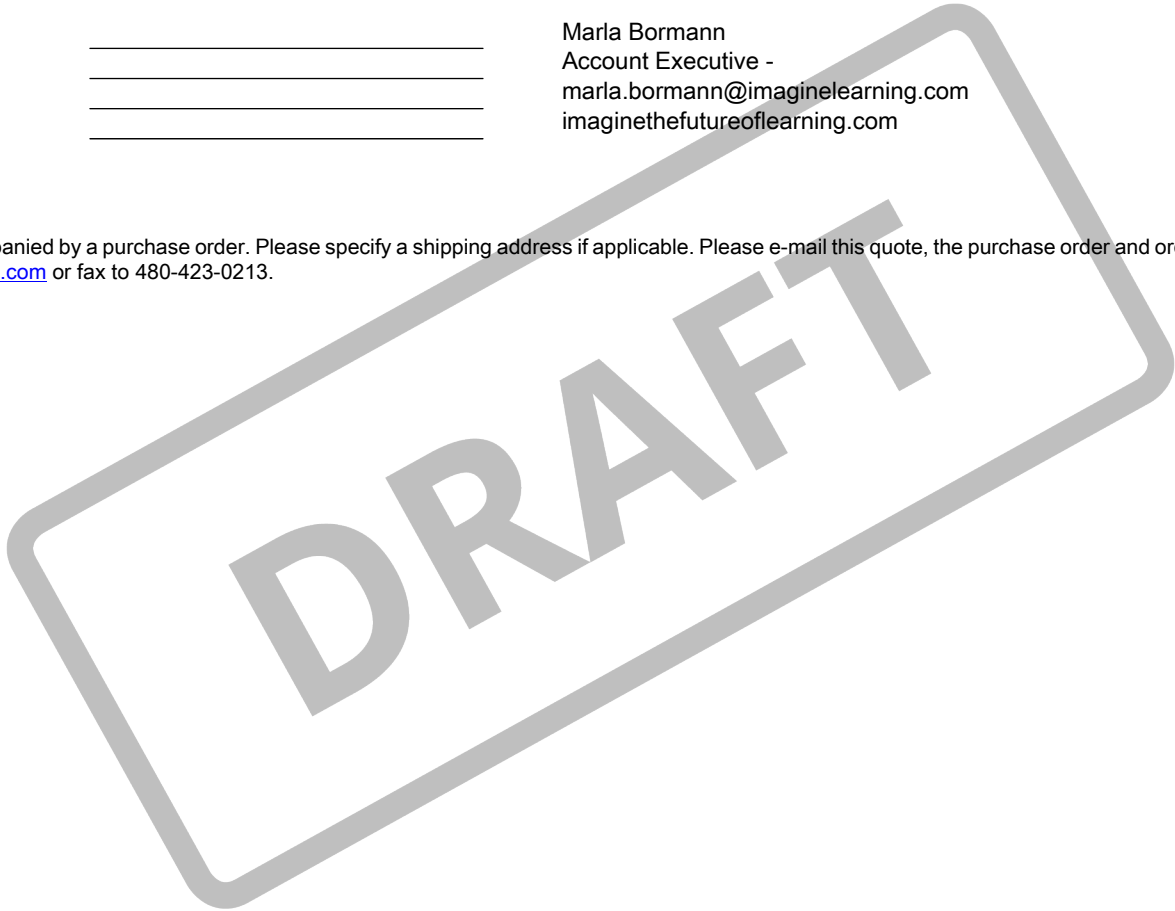 Marla Bormann
Account Executive -
marla.bormann@imaginelearning.com
imaginethefutureoflearning.com
panied by a purchase order. Please specify a shipping address if applicable. Please e-mail this quote, the purchase order and or
.com or fax to 480-423-0213.
DRAFT